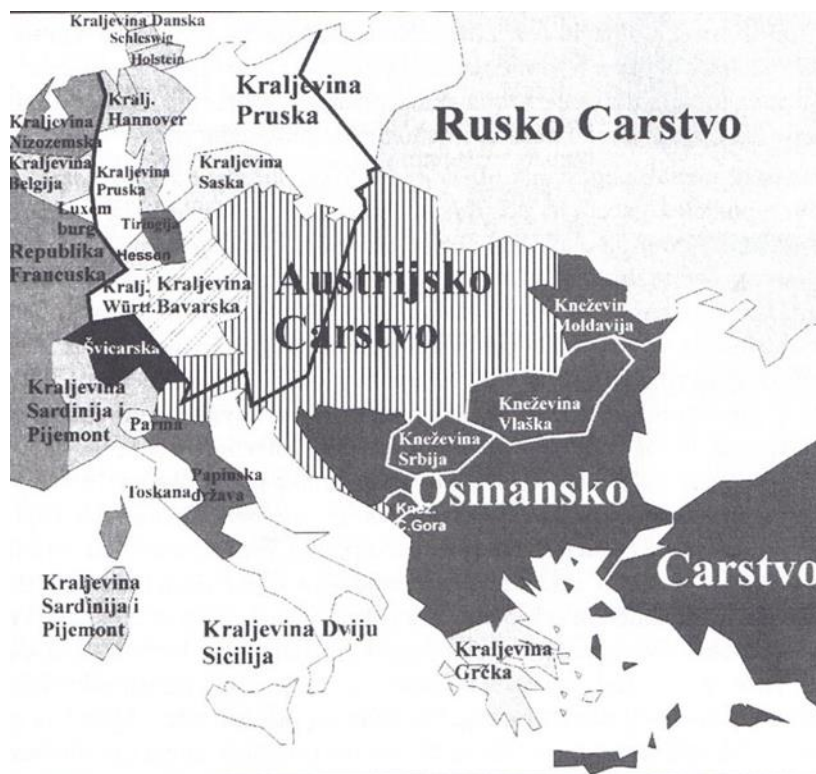 Kraljevina Danska
Schleswig
Holstein
Kralj.
Hannover
Kraljevina
Pruska
Rusko Carstvo
Kraljevina
Nizozemska
Kraljevina
Belgija
Kraljevina
Pruska
Kraljevina
Saska
Luxem
burg
Tiringija
Republika
Francuska
Hessen
Kralj.
Württ.
Kraljevina
Bavarska
Austrijsko
Carstvo
Kneževin
Moldavija
Švicarska
Kraljevina
Sardinija i
Pijemont
Parma
Kneževina
Vlaška
Kneževina
Srbija
Toskana
Papinska
država
Osmansko
Carstvo
Knež.
C.Gora
Kraljevina
Sardinija i
Pijemont
Kraljevina Dviju
Sicilija
Kraljevina
Grčka